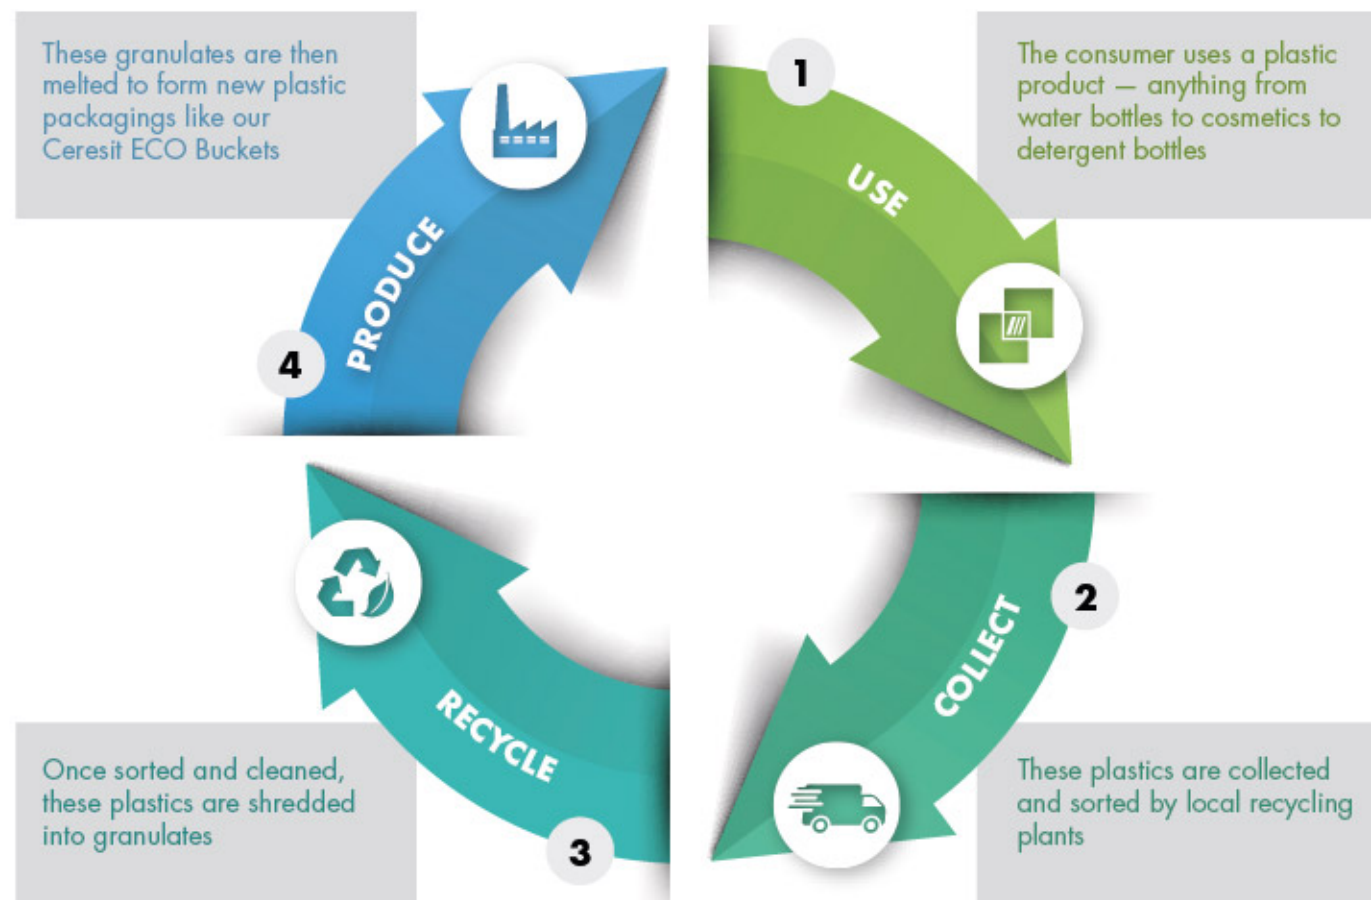 1
USE
The consumer uses a plastic
product — anything from
water bottles to cosmetics to
detergent bottles
2
COLLECT
These plastics are collected
and sorted by local recycling
plants
3
RECYCLE
Once sorted and cleaned,
these plastics are shredded
into granulates
4
PRODUCE
These granulates are then
melted to form new plastic
packagings like our
Ceresit ECO Buckets